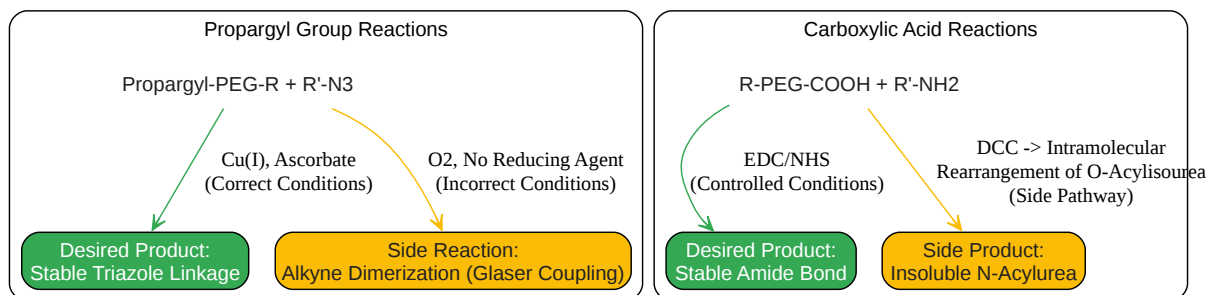 Propargyl Group Reactions
Propargyl-PEG-R + R'-N3
Cu(I), Ascorbate
(Correct Conditions)
O2, No Reducing Agent
(Incorrect Conditions)
Desired Product:
Stable Triazole Linkage
Side Reaction:
Alkyne Dimerization (Glaser Coupling)
Carboxylic Acid Reactions
R-PEG-COOH + R'-NH2
EDC/NHS
(Controlled Conditions)
DCC -> Intramolecular
Rearrangement of O-Acylisourea
(Side Pathway)
Desired Product:
Stable Amide Bond
Side Product:
Insoluble N-Acylurea